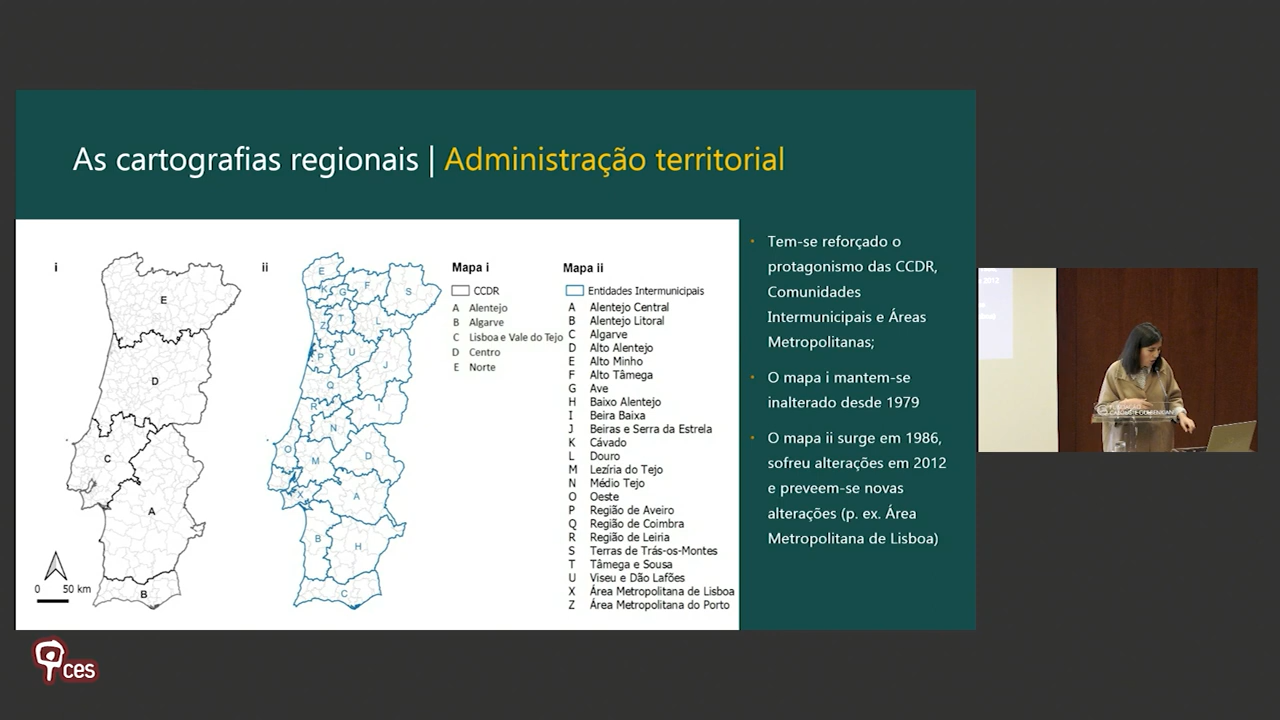 As cartografias regionais | Administração territorial
i
E
D
C
A
B
0 50 km
ii
E
K
G
F
S
Z
T
L
P
U
J
Q
R
I
N
O
M
D
X
A
B
H
C
Mapa i
CCDR
A Alentejo
B Algarve
C Lisboa e Vale do Tejo
D Centro
E Norte
Mapa ii
Entidades Intermunicipais
A Alentejo Central
B Alentejo Litoral
C Algarve
D Alto Alentejo
E Alto Minho
F Alto Tâmega
G Ave
H Baixo Alentejo
I Beira Baixa
J Beiras e Serra da Estrela
K Cávado
L Douro
M Lezíria do Tejo
N Médio Tejo
O Oeste
P Região de Aveiro
Q Região de Coimbra
R Região de Leiria
S Terras de Trás-os-Montes
T Tâmega e Sousa
U Viseu e Dão Lafões
X Área Metropolitana de Lisboa
Z Área Metropolitana do Porto
• Tem-se reforçado o
protagonismo das CCDR,
Comunidades
Intermunicipais e Áreas
Metropolitanas;
• O mapa i mantem-se
inalterado desde 1979
• O mapa ii surge em 1986,
sofreu alterações em 2012
e preveem-se novas
alterações (p. ex. Área
Metropolitana de Lisboa)
ces